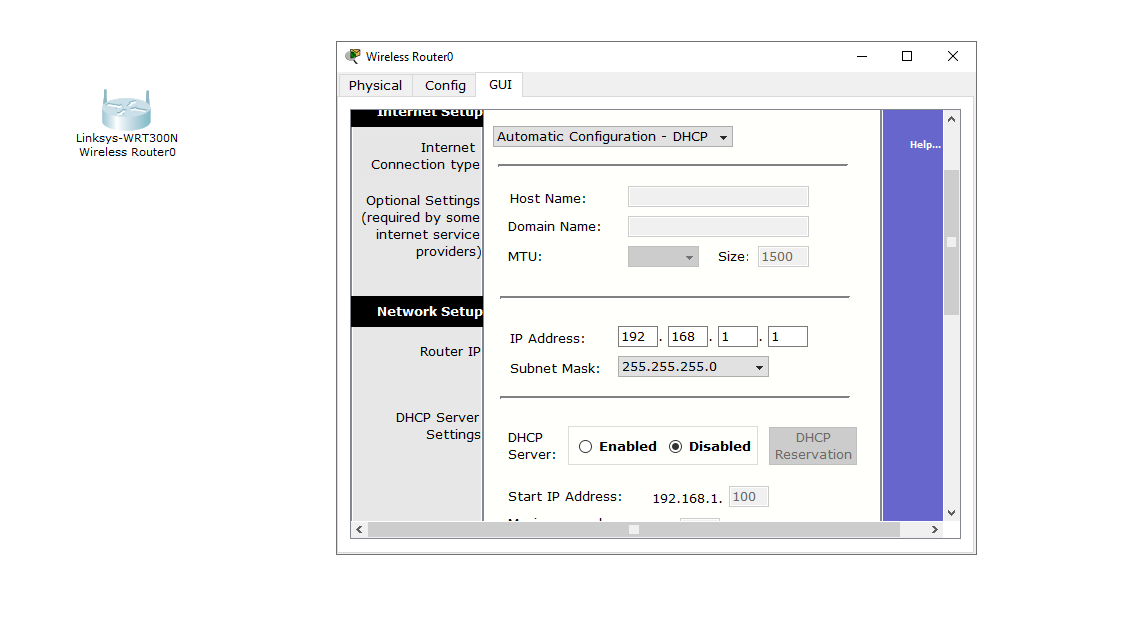 Wireless Router0
Physical
Config
GUI
Linksys-WRT300N
Wireless Router0
Internet Setup
Internet
Connection type
Automatic Configuration - DHCP
Help...
Optional Settings
(required by some
internet service
providers)
Host Name:
Domain Name:
MTU:
Size:
1500
Network Setup
Router IP
IP Address:
192 . 168 . 1 . 1
Subnet Mask:
255.255.255.0
DHCP Server
Settings
DHCP
Server:
Enabled
Disabled
DHCP
Reservation
Start IP Address:
192.168.1.
100